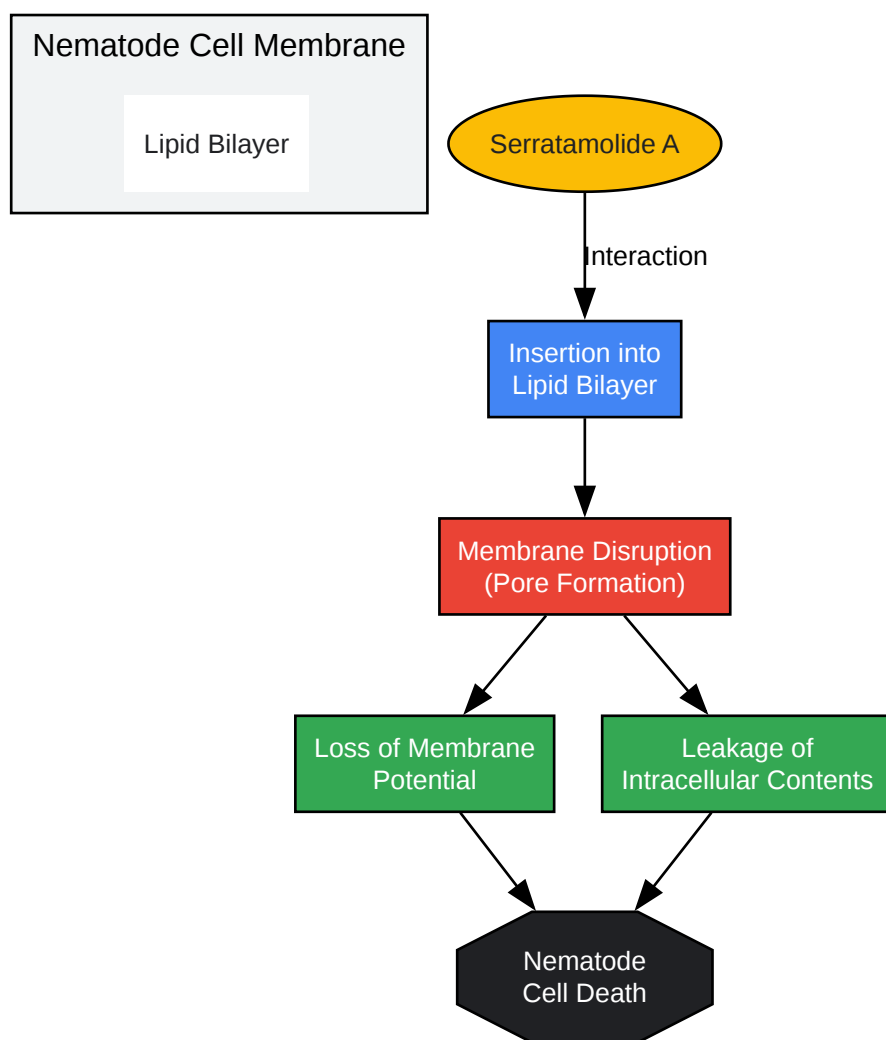 Nematode Cell Membrane
Lipid Bilayer
Serratamolide A
Interaction
Insertion into
Lipid Bilayer
Membrane Disruption
(Pore Formation)
Loss of Membrane
Potential
Leakage of
Intracellular Contents
Nematode
Cell Death